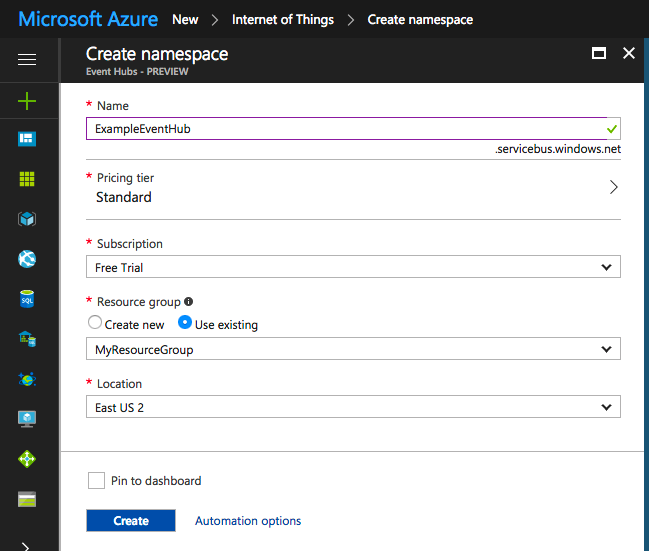 Microsoft Azure New > Internet of Things > Create namespace
Create namespace
Event Hubs - PREVIEW
* Name
ExampleEventHub
.servicebus.windows.net
* Pricing tier
Standard
* Subscription
Free Trial
* Resource group
Create new Use existing
MyResourceGroup
* Location
East US 2
Pin to dashboard
Create Automation options
SQL